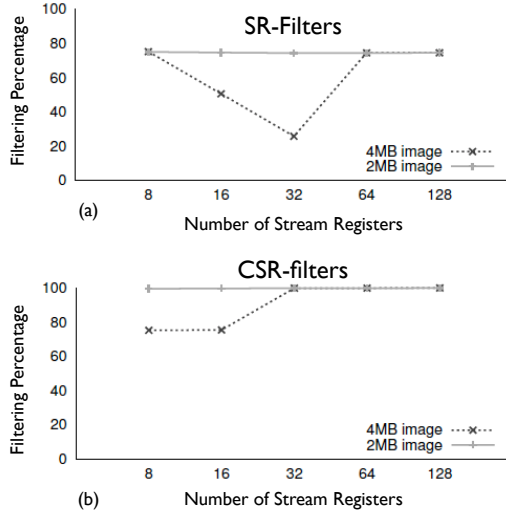 SR-Filters
Filtering Percentage
100
80
60
40
20
0
4MB image
2MB image
8 16 32 64 128
(a)
Number of Stream Registers
CSR-filters
Filtering Percentage
100
80
60
40
20
0
4MB image
2MB image
8 16 32 64 128
(b)
Number of Stream Registers